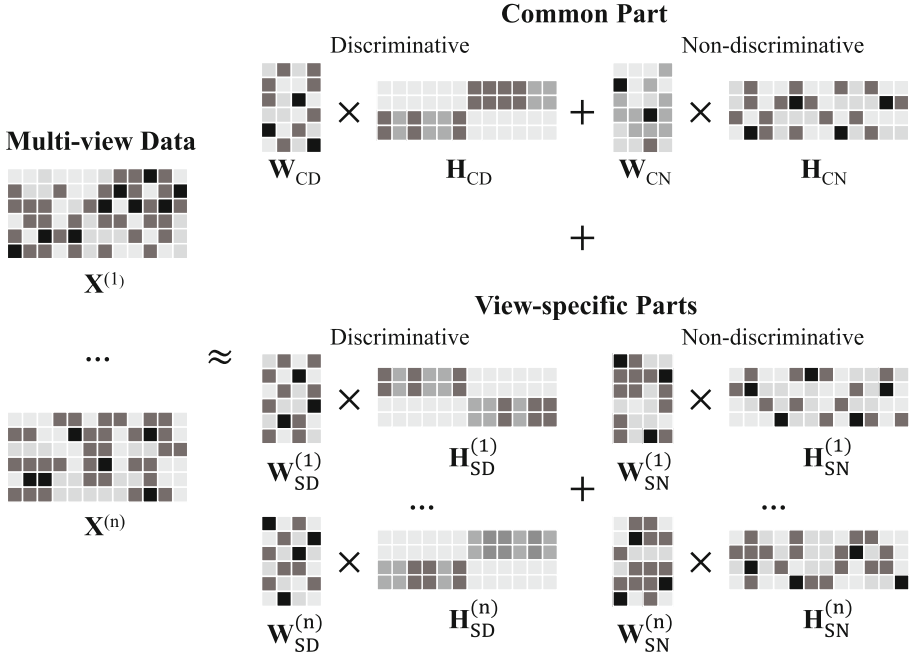 Common Part
Discriminative
Non-discriminative
×
+
×
W_CD
H_CD
W_CN
H_CN
Multi-view Data
X^(1)
+
View-specific Parts
...
≈
Discriminative
Non-discriminative
×
×
W_SD^(1)
H_SD^(1)
+
W_SN^(1)
H_SN^(1)
X^(n)
...
...
×
×
W_SD^(n)
H_SD^(n)
W_SN^(n)
H_SN^(n)